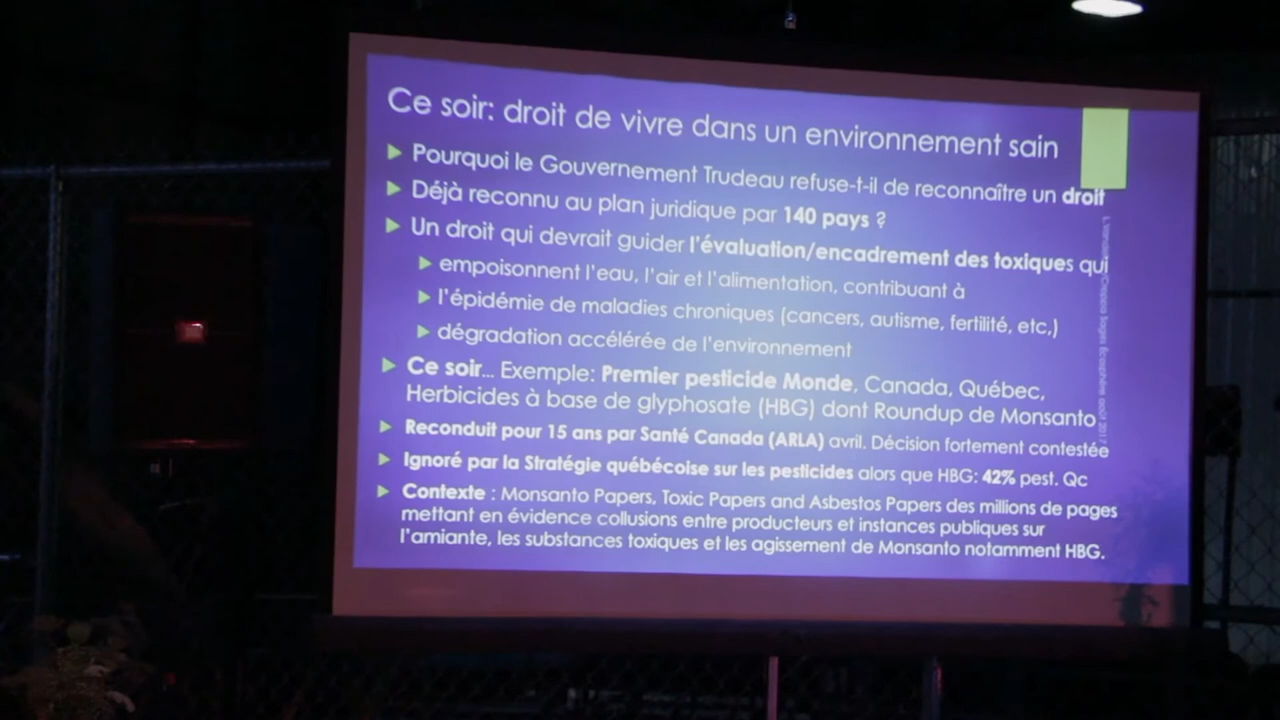 Ce soir: droit de vivre dans un environnement sain
Pourquoi le Gouvernement Trudeau refuse-t-il de reconnaître un droit
Déjà reconnu au plan juridique par 140 pays ?
Un droit qui devrait guider l'évaluation/encadrement des toxiques qui
empoisonnent l'eau, l'air et l'alimentation, contribuant à
l'épidémie de maladies chroniques (cancers, autisme, fertilité, etc,)
dégradation accélérée de l'environnement
Ce soir... Exemple: Premier pesticide Monde, Canada, Québec,
Herbicides à base de glyphosate (HBG) dont Roundup de Monsanto
Reconduit pour 15 ans par Santé Canada (ARLA) avril. Décision fortement contestée
Ignoré par la Stratégie québécoise sur les pesticides alors que HBG: 42% pest. Qc
Contexte : Monsanto Papers, Toxic Papers and Asbestos Papers des millions de pages
mettant en évidence collusions entre producteurs et instances publiques sur
l'amiante, les substances toxiques et les agissement de Monsanto notamment HBG.
août 2017